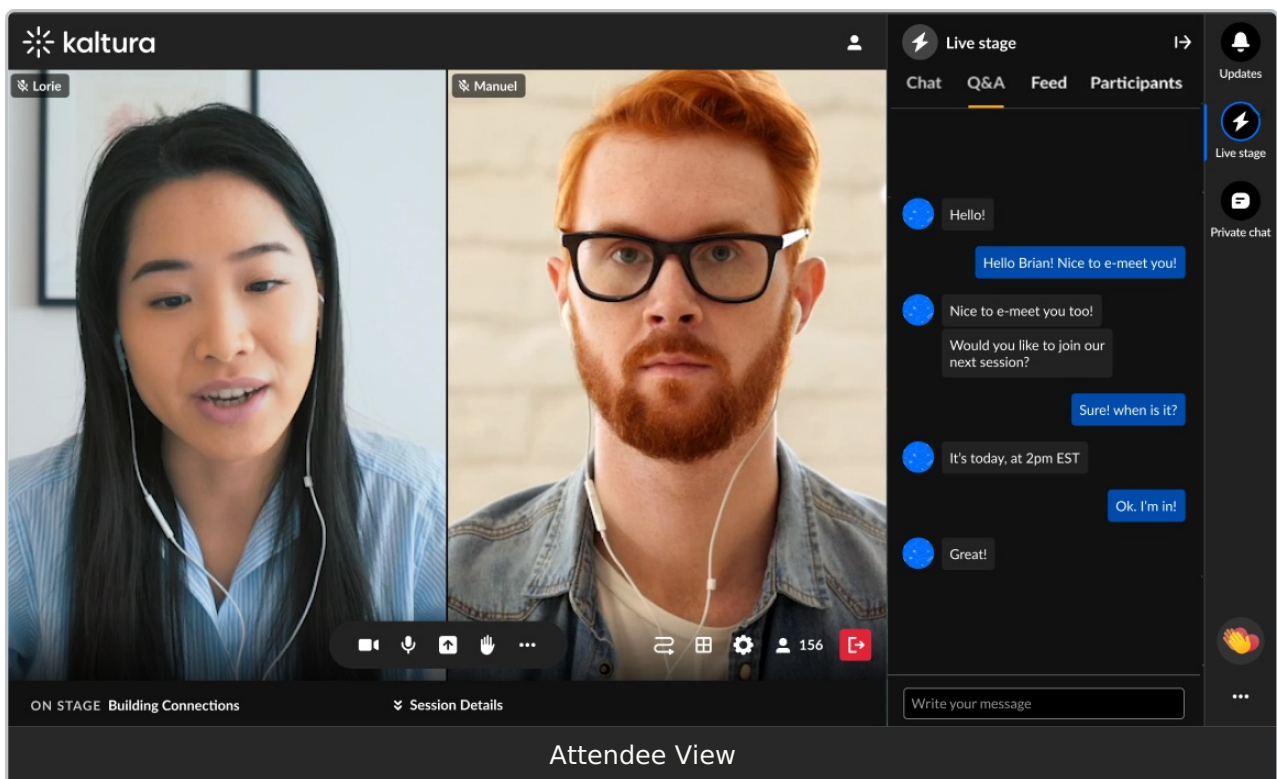 kaltura
Lorie
Manuel
156
ON STAGE Building Connections
Session Details
Live stage
Chat Q&A Feed Participants
Hello!
Hello Brian! Nice to e-meet you!
Nice to e-meet you too!
Would you like to join our
next session?
Sure! when is it?
It's today, at 2pm EST
Ok. I'm in!
Great!
Write your message
Updates
Live stage
Private chat
Attendee View